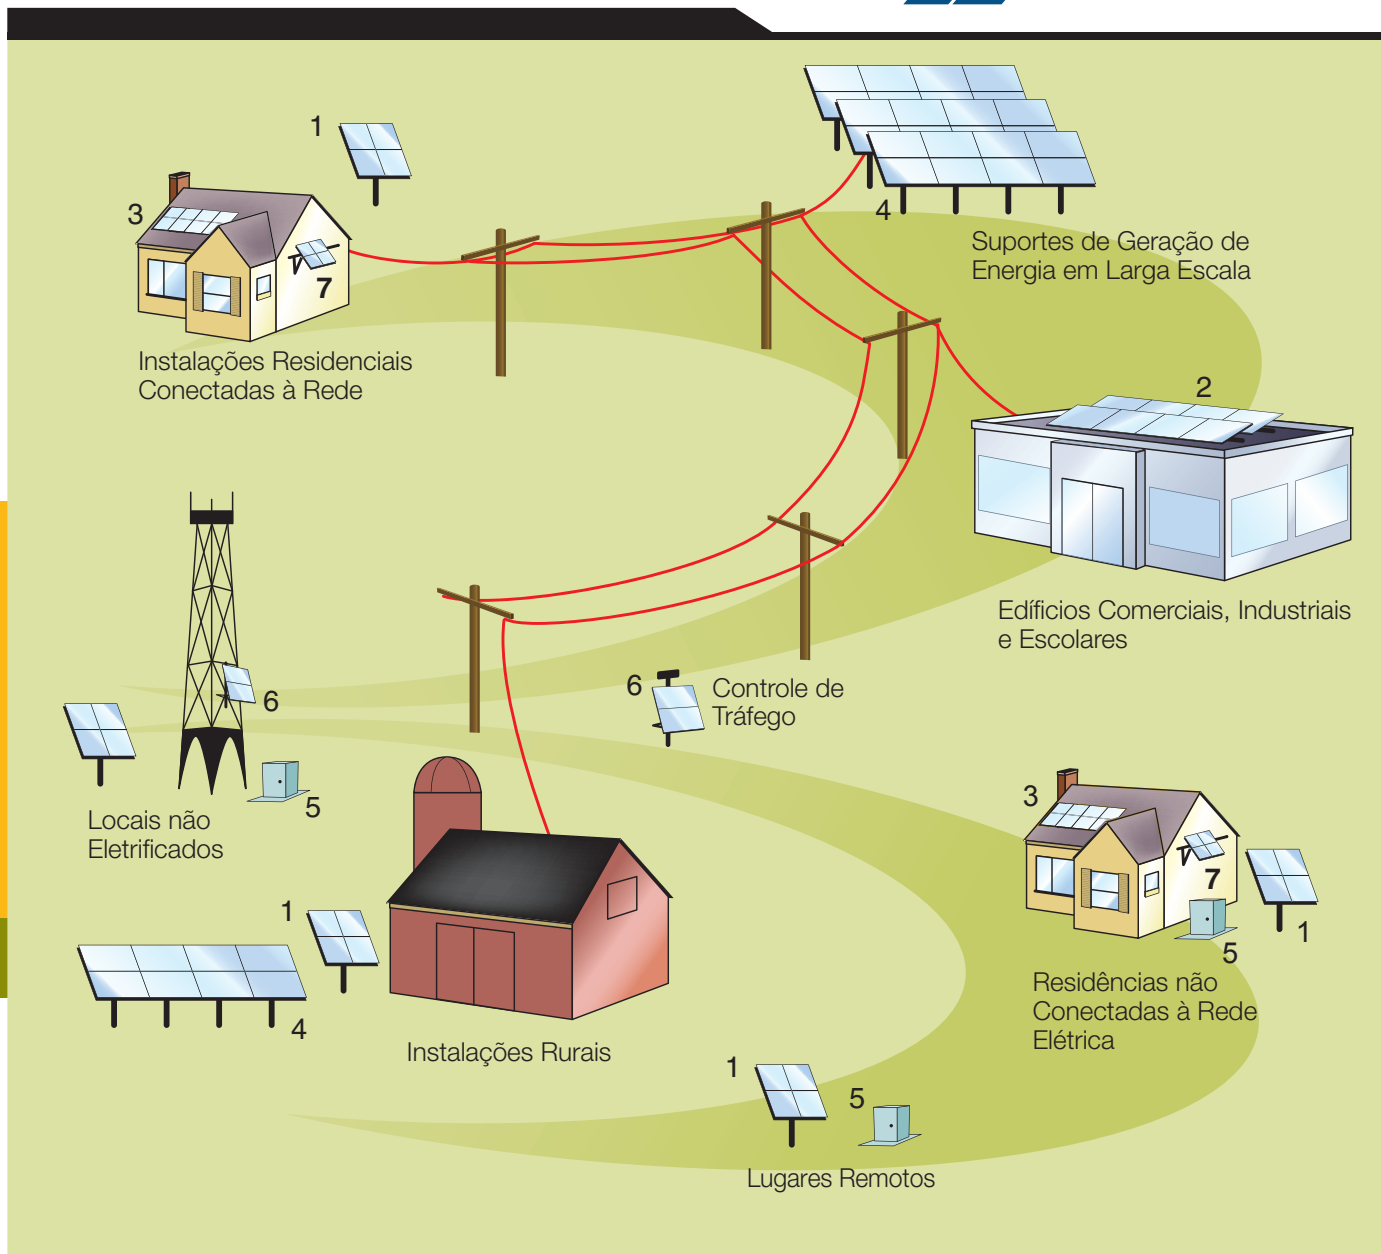 1
3
7
Instalações Residenciais
Conectadas à Rede
4
Suportes de Geração de
Energia em Larga Escala
2
Edíficios Comerciais, Industriais
e Escolares
6
5
Locais não
Eletrificados
6
Controle de
Tráfego
3
7
5
1
Residências não
Conectadas à Rede
Elétrica
1
4
Instalações Rurais
1
5
Lugares Remotos